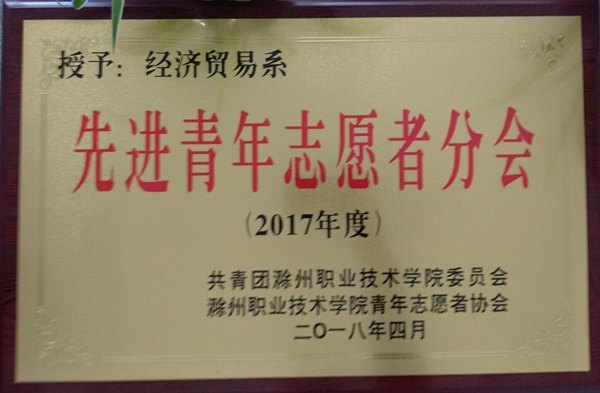 授予：经济贸易系
先进青年志愿者分会
（2017年度）
共青团滁州职业技术学院委员会
滁州职业技术学院青年志愿者协会
二〇一八年四月